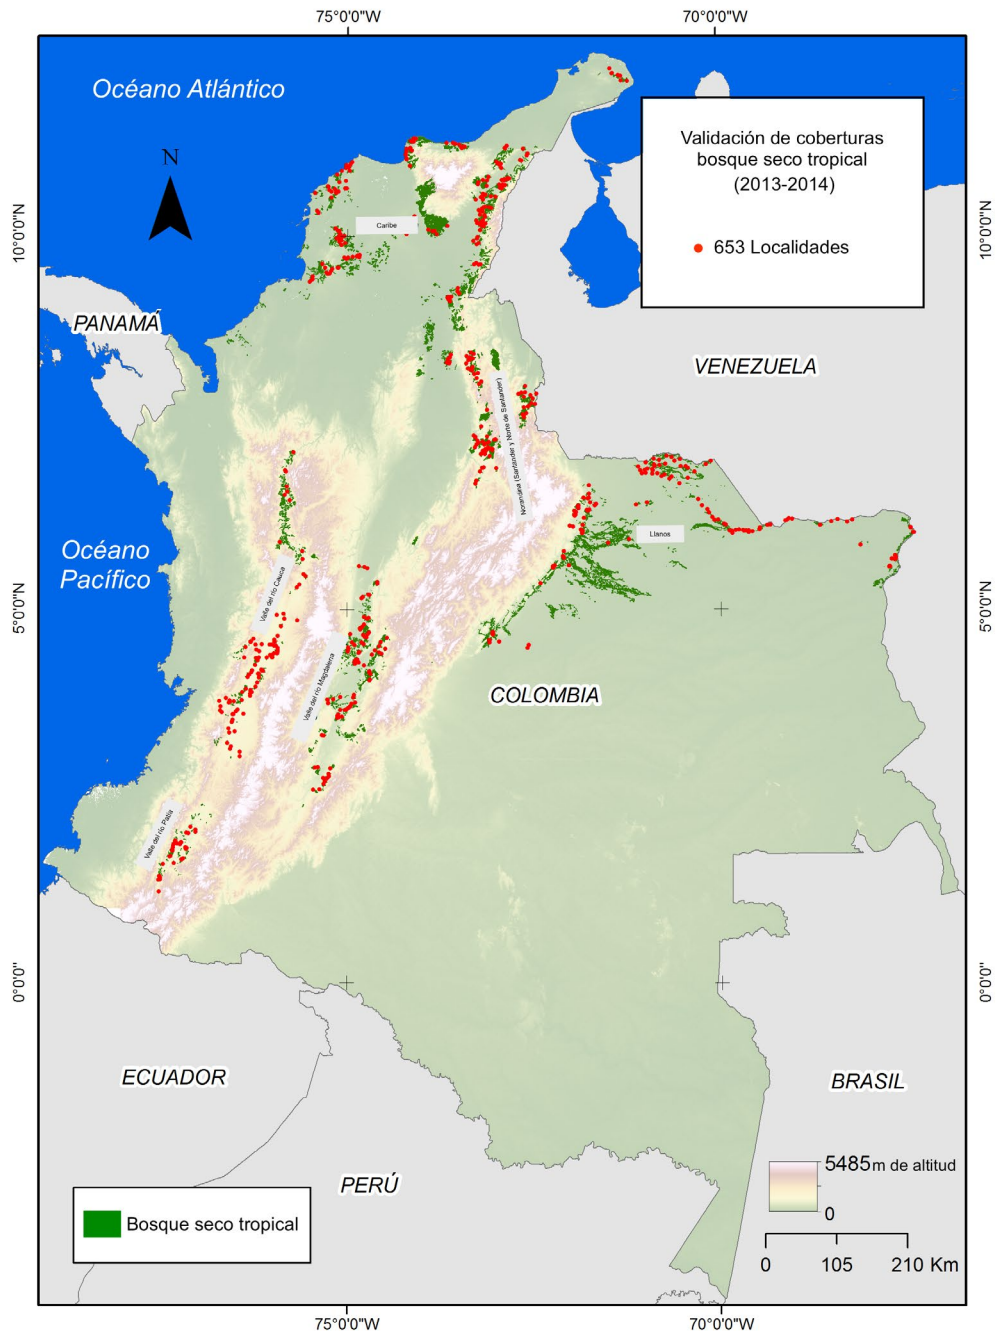 75°0'0"W
70°0'0"W
Océano Atlántico
N
Validación de coberturas
bosque seco tropical
(2013-2014)
653 Localidades
10°0'0"N
10°0'0"N
Caribe
PANAMÁ
VENEZUELA
Norandina (Santander y Norte de Santander)
Llanos
Océano
Pacífico
Valle del río Cauca
5°0'0"N
5°0'0"N
Valle del río Magdalena
COLOMBIA
Valle del río Patía
0°0'0"
0°0'0"
ECUADOR
BRASIL
PERÚ
5485m de altitud
0
Bosque seco tropical
0 105 210 Km
75°0'0"W
70°0'0"W